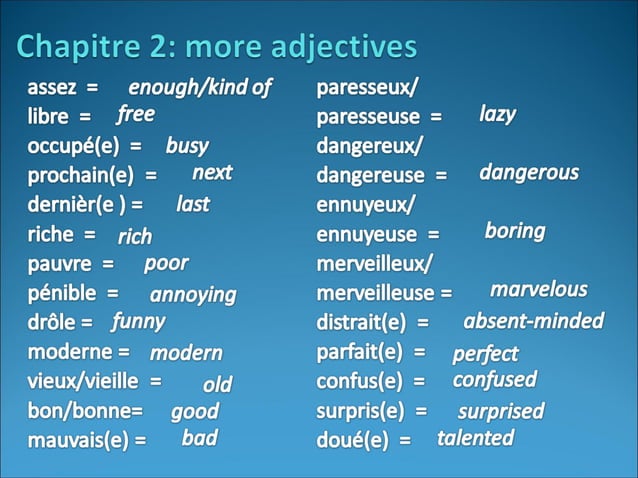 Chapitre 2: more adjectives
assez = enough/kind of
libre = free
occupé(e) = busy
prochain(e) = next
dernièr(e ) = last
riche = rich
pauvre = poor
pénible = annoying
drôle = funny
moderne = modern
vieux/vieille = old
bon/bonne= good
mauvais(e) = bad
paresseux/
paresseuse = lazy
dangereux/
dangereuse = dangerous
ennuyeux/
ennuyeuse = boring
merveilleux/
merveilleuse = marvelous
distrait(e) = absent-minded
parfait(e) = perfect
confus(e) = confused
surpris(e) = surprised
doué(e) = talented